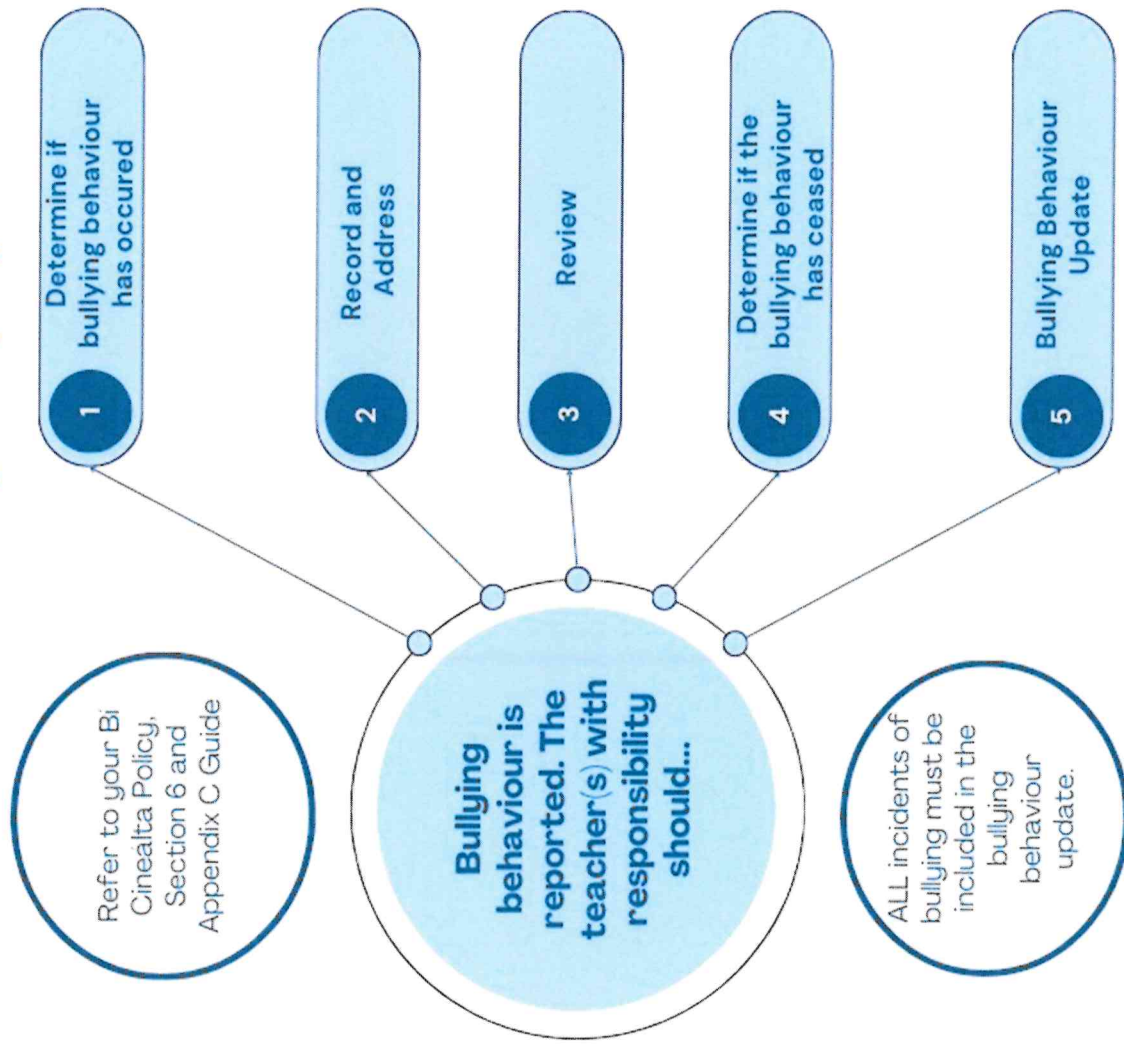 Refer to your Bi
Cineálta Policy,
Section 6 and
Appendix C Guide
Bullying
behaviour is
reported. The
teacher(s) with
responsibility
should...
ALL incidents of
bullying must be
included in the
bullying
behaviour
update.
1
Determine if
bullying behaviour
has occured
2
Record and
Address
3
Review
4
Determine if the
bullying behaviour
has ceased
5
Bullying Behaviour
Update